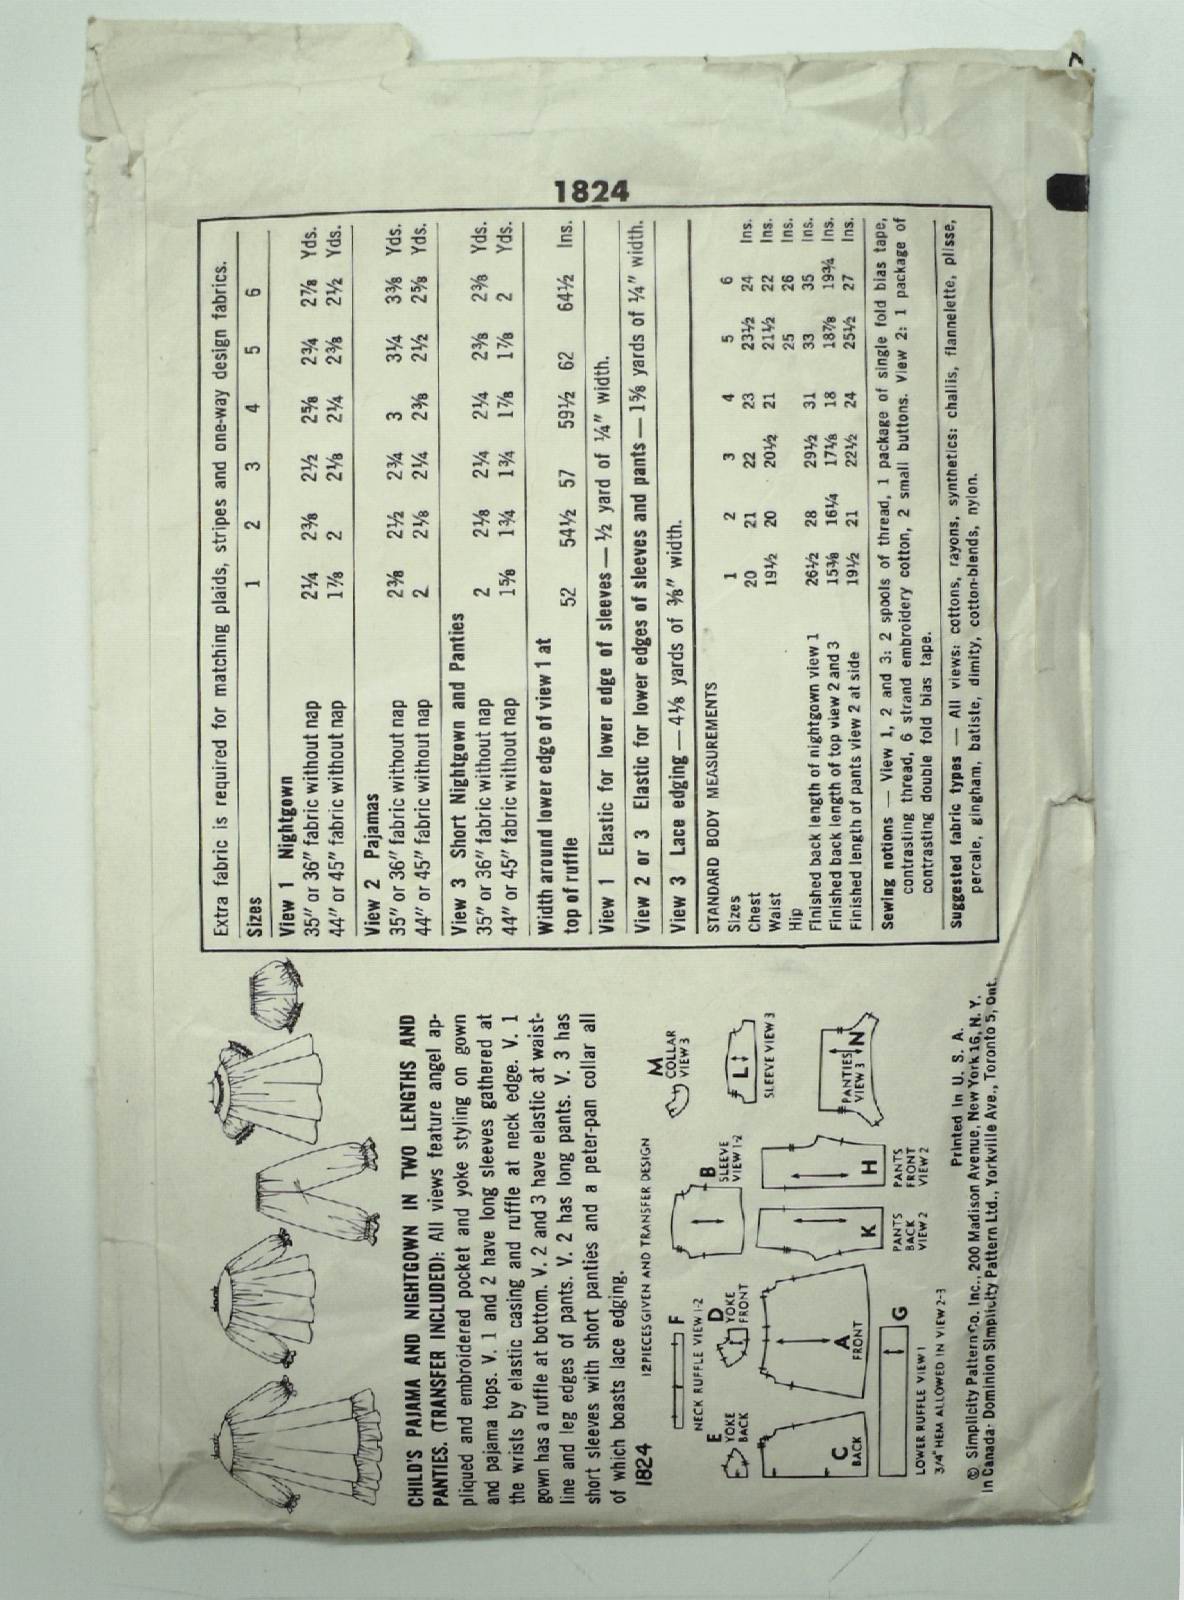 1824
CHILD'S PAJAMA AND NIGHTGOWN IN TWO LENGTHS AND
PANTIES. (TRANSFER INCLUDED): All views feature angel ap-
pliqued and embroidered pocket and yoke styling on gown
and pajama tops. V. 1 and 2 have long sleeves gathered at
the wrists by elastic casing and ruffle at neck edge. V. 1
gown has a ruffle at bottom. V. 2 and 3 have elastic at waist-
line and leg edges of pants. V. 2 has long pants. V. 3 has
short sleeves with short panties and a peter-pan collar all
of which boasts lace edging.
1824 12 PIECES GIVEN AND TRANSFER DESIGN
F
NECK RUFFLE VIEW 1-2
E
YOKE
BACK
D
YOKE
FRONT
B
SLEEVE
VIEW 1-2
M
COLLAR
VIEW 3
L
SLEEVE VIEW 3
C
BACK
A
FRONT
K
PANTS
BACK
VIEW 2
H
PANTS
FRONT
VIEW 2
PANTIES
VIEW 3
N
G
LOWER RUFFLE VIEW 1
3/4" HEM ALLOWED IN VIEW 2-3
Printed in U. S. A.
© Simplicity Pattern Co. Inc., 200 Madison Avenue, New York 16, N. Y.
In Canada: Dominion Simplicity Pattern Ltd., Yorkville Ave., Toronto 5, Ont.
Extra fabric is required for matching plaids, stripes and one-way design fabrics.
Sizes 1 2 3 4 5 6
View 1 Nightgown
35" or 36" fabric without nap 2¼ 2⅜ 2½ 2⅝ 2¾ 2⅞ Yds.
44" or 45" fabric without nap 1⅞ 2 2⅛ 2¼ 2⅜ 2½ Yds.
View 2 Pajamas
35" or 36" fabric without nap 2⅜ 2½ 2¾ 3 3¼ 3⅜ Yds.
44" or 45" fabric without nap 2 2⅛ 2¼ 2⅜ 2½ 2⅝ Yds.
View 3 Short Nightgown and Panties
35" or 36" fabric without nap 2 2⅛ 2¼ 2¼ 2⅜ 2⅜ Yds.
44" or 45" fabric without nap 1⅝ 1¾ 1¾ 1⅞ 1⅞ 2 Yds.
Width around lower edge of view 1 at
top of ruffle 52 54½ 57 59½ 62 64½ Ins.
View 1 Elastic for lower edge of sleeves — ½ yard of ¼" width.
View 2 or 3 Elastic for lower edges of sleeves and pants — 1⅝ yards of ¼" width.
View 3 Lace edging — 4⅛ yards of ⅜" width.
STANDARD BODY MEASUREMENTS
Sizes 1 2 3 4 5 6
Chest 20 21 22 23 23½ 24 Ins.
Waist 19½ 20 20½ 21 21½ 22 Ins.
Hip 25 26 Ins.
Finished back length of nightgown view 1 26½ 28 29½ 31 33 35 Ins.
Finished back length of top view 2 and 3 15⅜ 16¼ 17⅛ 18 18⅞ 19¾ Ins.
Finished length of pants view 2 at side 19½ 21 22½ 24 25½ 27 Ins.
Sewing notions — View 1, 2 and 3: 2 spools of thread, 1 package of single fold bias tape,
contrasting thread, 6 strand embroidery cotton, 2 small buttons. View 2: 1 package of
contrasting double fold bias tape.
Suggested fabric types — All views: cottons, rayons, synthetics: challis, flannelette, plisse,
percale, gingham, batiste, dimity, cotton-blends, nylon.